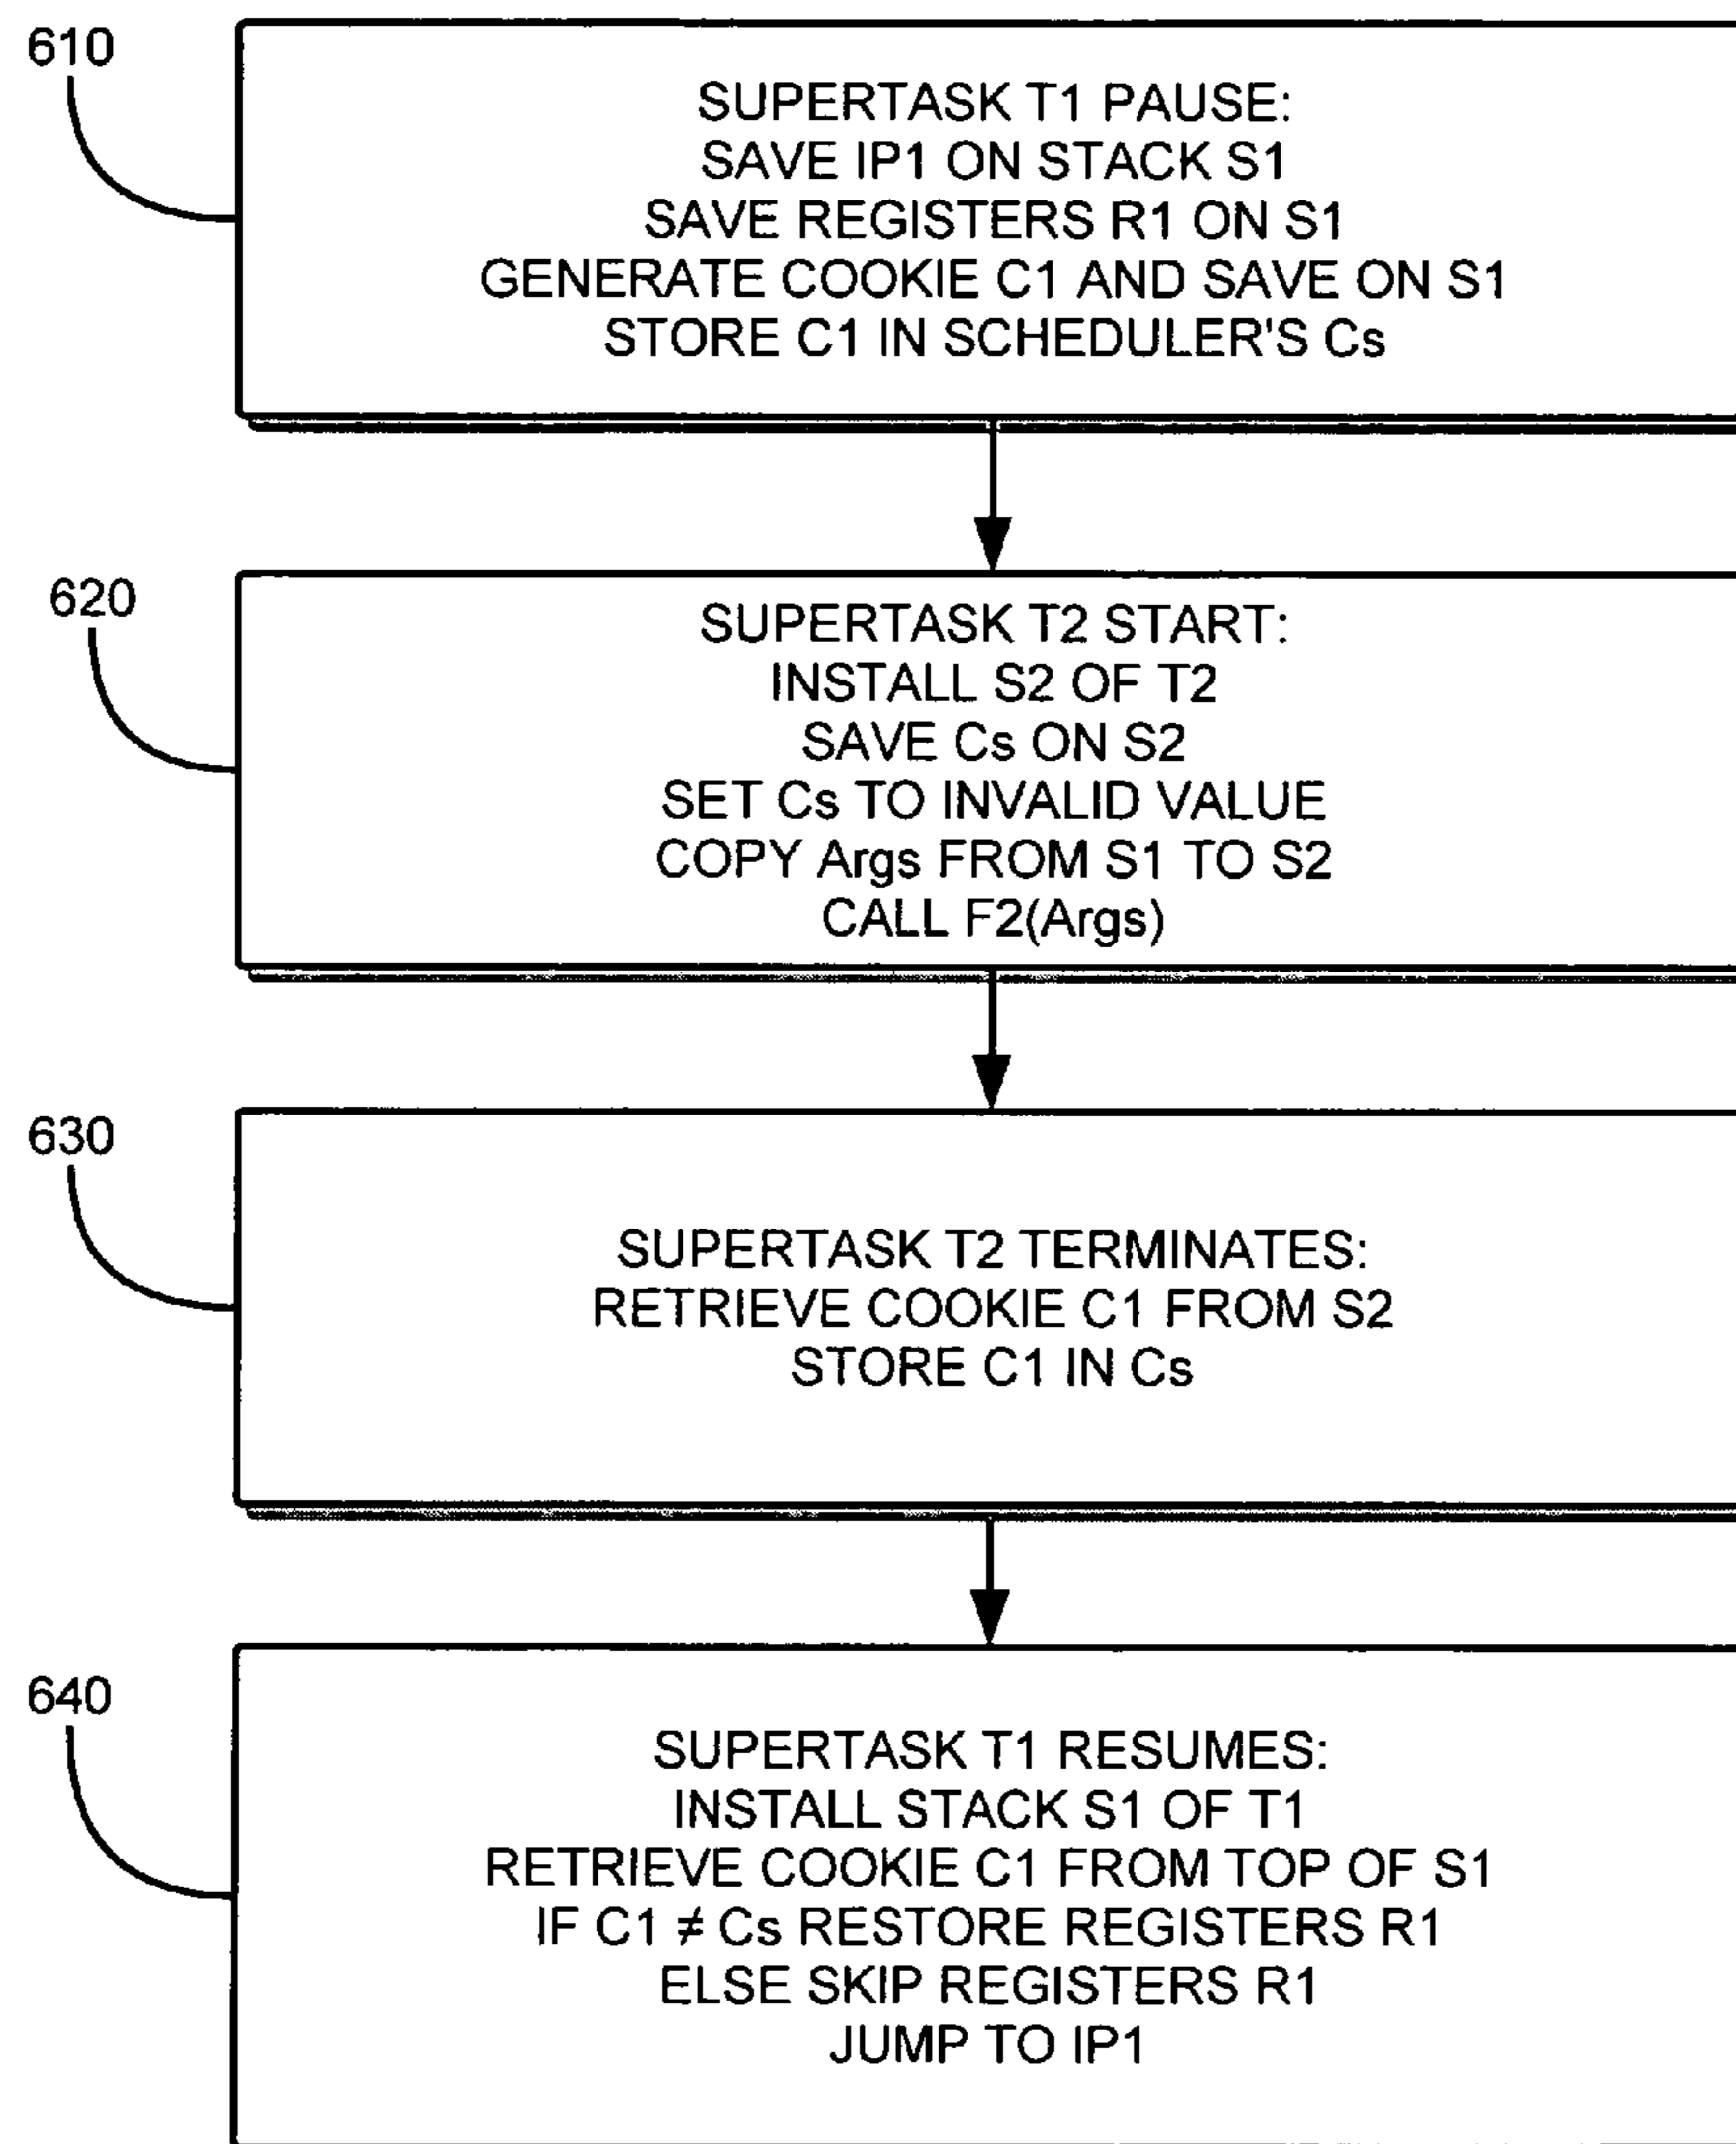 610
SUPERTASK T1 PAUSE:
SAVE IP1 ON STACK S1
SAVE REGISTERS R1 ON S1
GENERATE COOKIE C1 AND SAVE ON S1
STORE C1 IN SCHEDULER'S Cs
620
SUPERTASK T2 START:
INSTALL S2 OF T2
SAVE Cs ON S2
SET Cs TO INVALID VALUE
COPY Args FROM S1 TO S2
CALL F2(Args)
630
SUPERTASK T2 TERMINATES:
RETRIEVE COOKIE C1 FROM S2
STORE C1 IN Cs
640
SUPERTASK T1 RESUMES:
INSTALL STACK S1 OF T1
RETRIEVE COOKIE C1 FROM TOP OF S1
IF C1 ≠ Cs RESTORE REGISTERS R1
ELSE SKIP REGISTERS R1
JUMP TO IP1